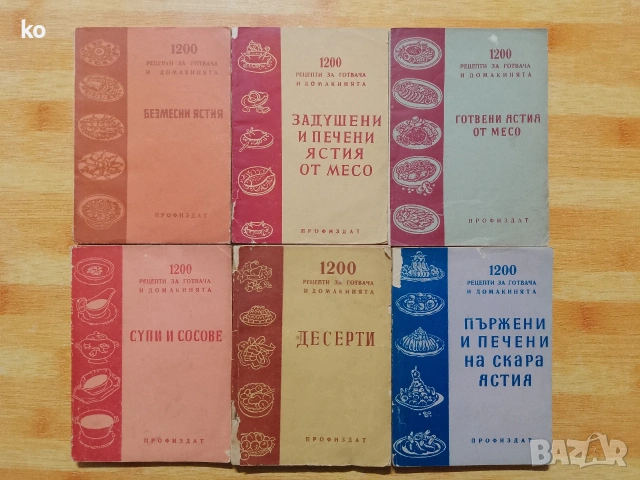 ko
1200
РЕЦЕПТИ ЗА ГОТВАЧА
И ДОМАКИНЯТА
БЕЗМЕСНИ ЯСТИЯ
ПРОФИЗДАТ
1200
РЕЦЕПТИ ЗА ГОТВАЧА
И ДОМАКИНЯТА
ЗАДУШЕНИ
И ПЕЧЕНИ
ЯСТИЯ
ОТ МЕСО
ПРОФИЗДАТ
1200
РЕЦЕПТИ ЗА ГОТВАЧА
И ДОМАКИНЯТА
ГОТВЕНИ ЯСТИЯ
ОТ МЕСО
ПРОФИЗДАТ
1200
РЕЦЕПТИ ЗА ГОТВАЧА
И ДОМАКИНЯТА
СУПИ И СОСОВЕ
ПРОФИЗДАТ
1200
РЕЦЕПТИ ЗА ГОТВАЧА
И ДОМАКИНЯТА
ДЕСЕРТИ
ПРОФИЗДАТ
1200
РЕЦЕПТИ ЗА ГОТВАЧА
И ДОМАКИНЯТА
ПЪРЖЕНИ
И ПЕЧЕНИ
НА СКАРА
ЯСТИЯ
ПРОФИЗДАТ
BAZAR